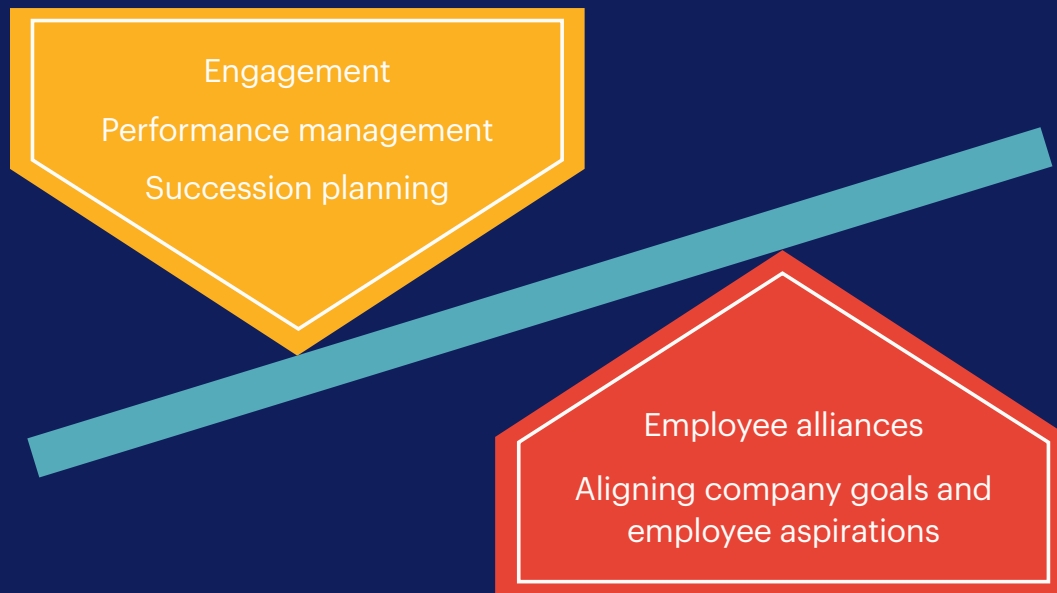 Engagement
Performance management
Succession planning
Employee alliances
Aligning company goals and
employee aspirations